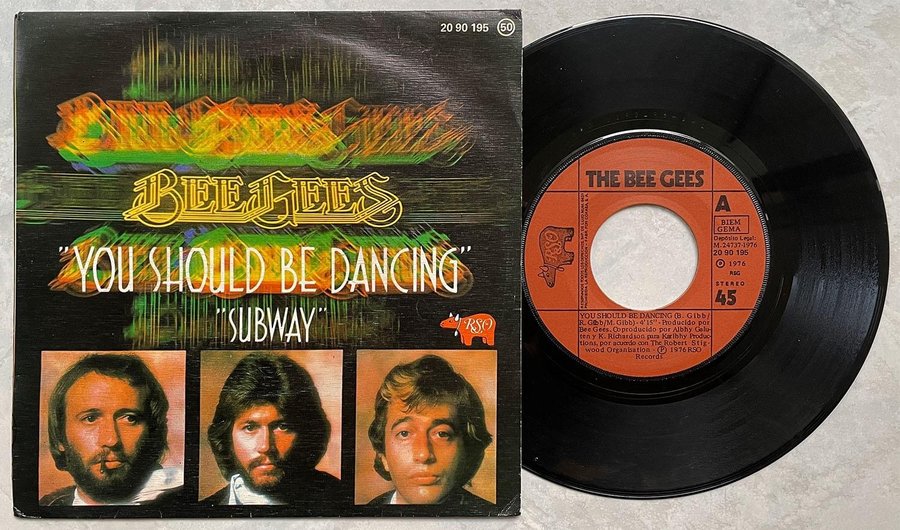 20 90 195 50
BEE GEES
"YOU SHOULD BE DANCING"
"SUBWAY"
RSO
THE BEE GEES
A
BIEM
GEMA
Depósito Legal:
M.24737-1976
20 90 195
℗ 1976
RSO
STEREO
45
RSO
YOU SHOULD BE DANCING (B. Gibb/
R. Gibb/M. Gibb)-4'15"-Producido por
Bee Gees. Coproducido por Albhy Galu-
ten y K. Richardson para Karibhy Produc-
tions, por acuerdo con The Robert Stig-
wood Organisation - ℗ 1976 RSO
Records